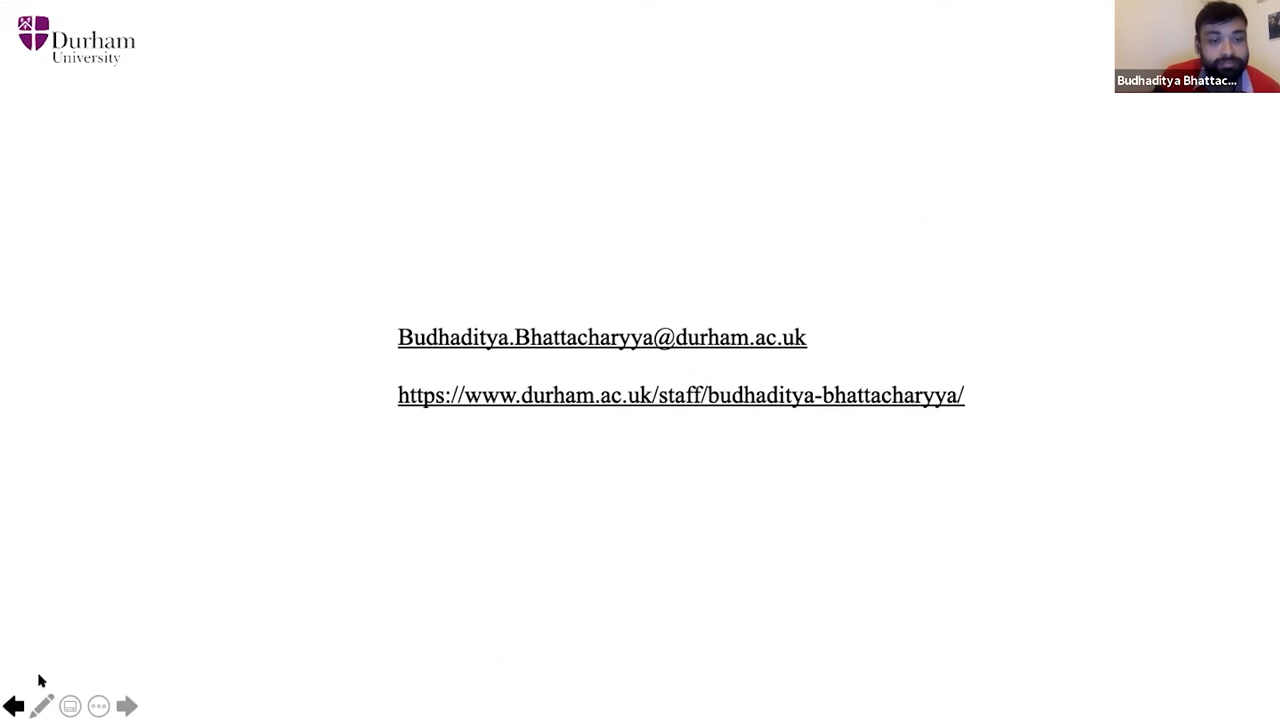 Durham
University
Budhaditya Bhattac...
Budhaditya.Bhattacharyya@durham.ac.uk
https://www.durham.ac.uk/staff/budhaditya-bhattacharyya/